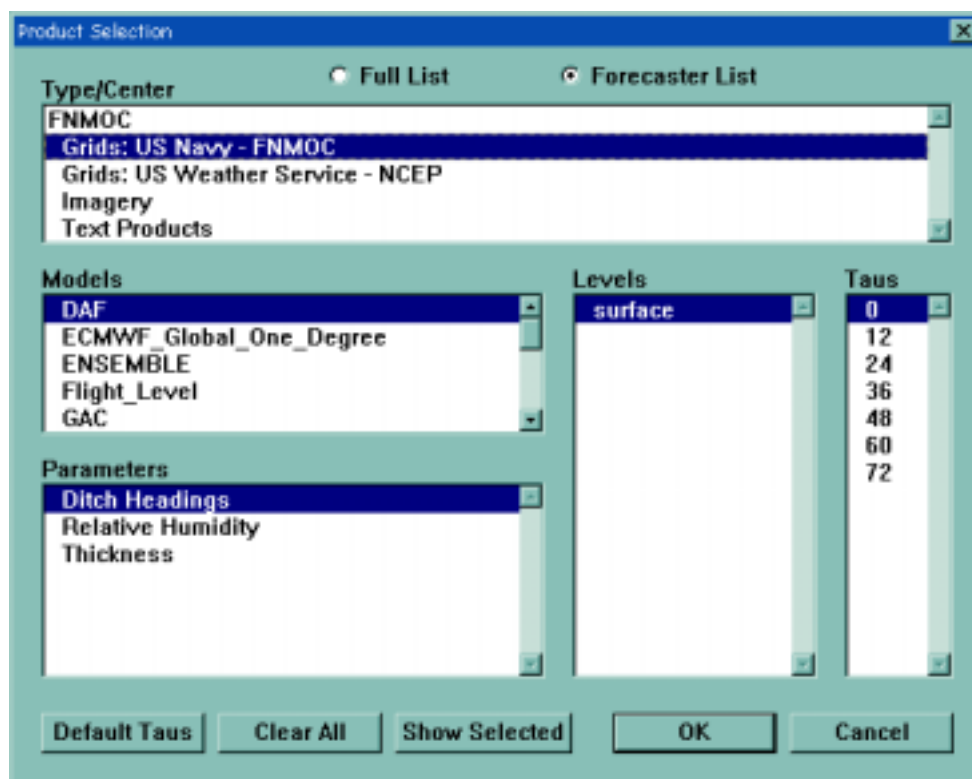 Product Selection
Full List
Forecaster List
Type/Center
FNMOC
Grids: US Navy - FNMOC
Grids: US Weather Service - NCEP
Imagery
Text Products
Models
DAF
ECMWF_Global_One_Degree
ENSEMBLE
Flight_Level
GAC
Levels
surface
Taus
0
12
24
36
48
60
72
Parameters
Ditch Headings
Relative Humidity
Thickness
Default Taus
Clear All
Show Selected
OK
Cancel